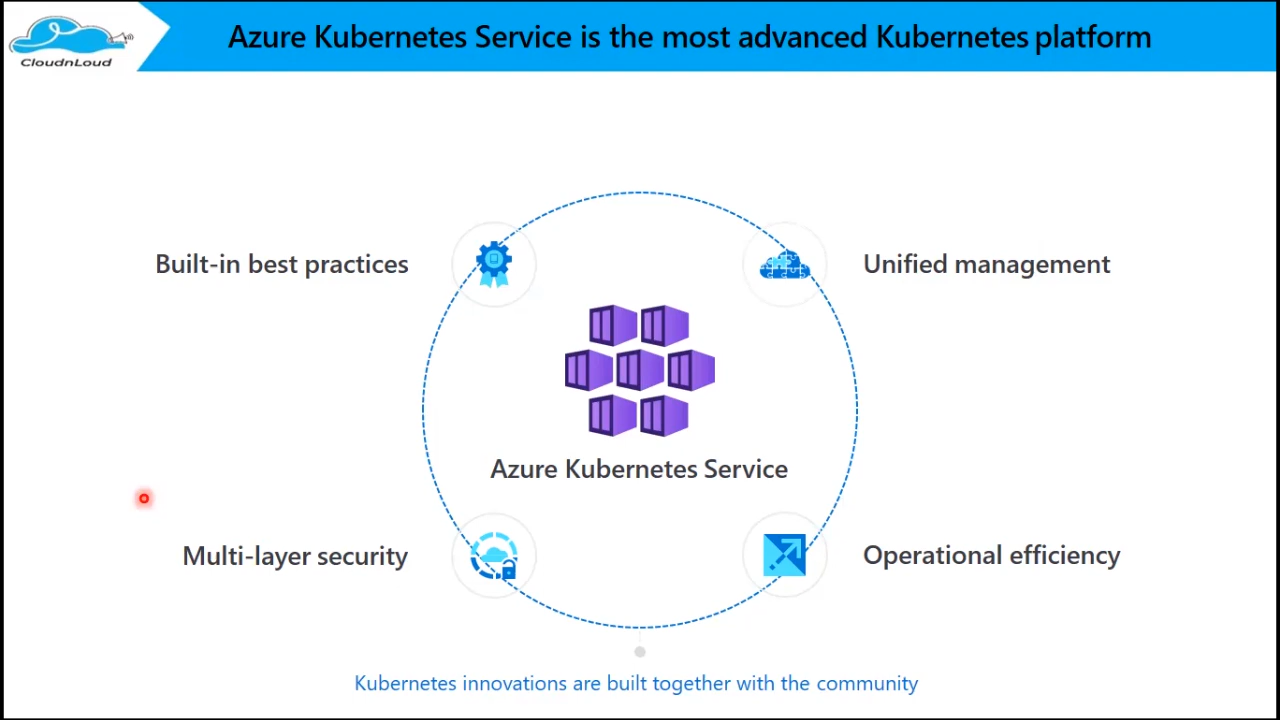 CloudnLoud
Azure Kubernetes Service is the most advanced Kubernetes platform
Built-in best practices
Unified management
Azure Kubernetes Service
Multi-layer security
Operational efficiency
Kubernetes innovations are built together with the community